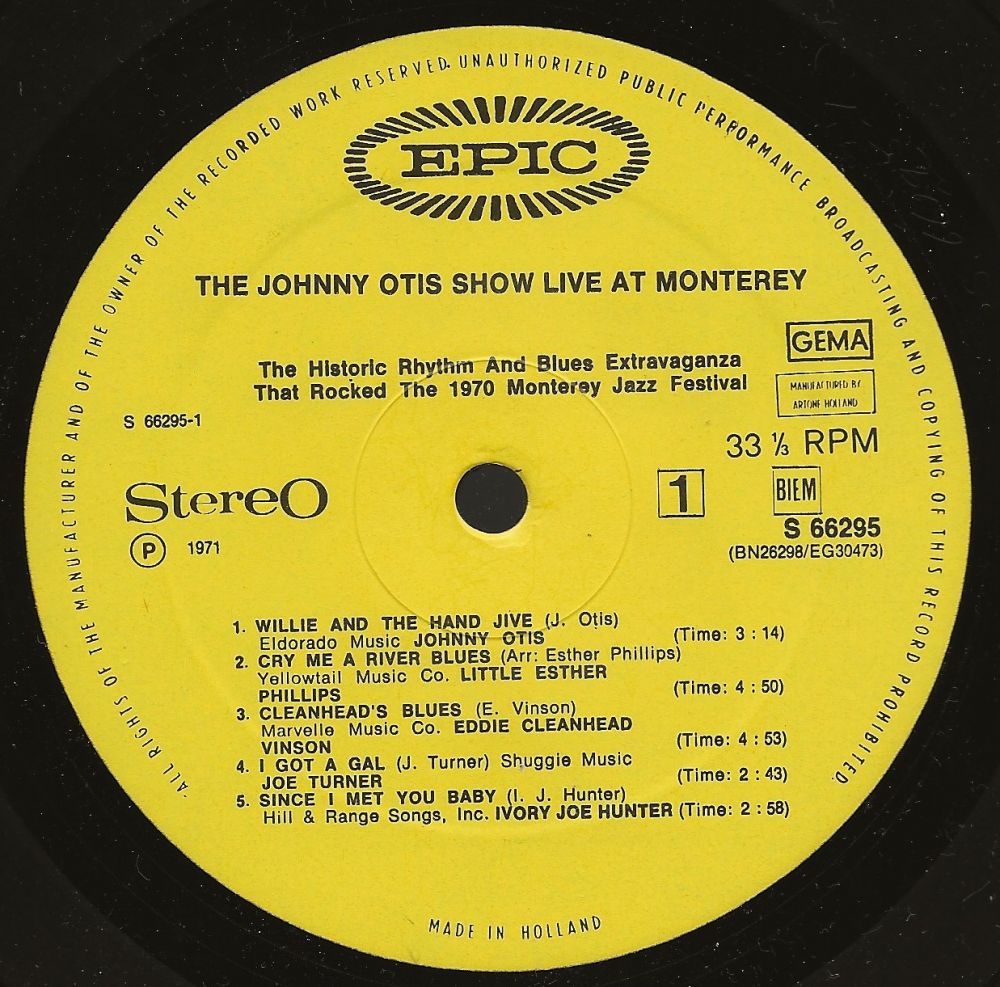 ALL RIGHTS OF THE MANUFACTURER AND OF THE OWNER OF THE RECORDED WORK RESERVED. UNAUTHORIZED PUBLIC PERFORMANCE BROADCASTING AND COPYING OF THIS RECORD PROHIBITED
EPIC
THE JOHNNY OTIS SHOW LIVE AT MONTEREY
GEMA
The Historic Rhythm And Blues Extravaganza
That Rocked The 1970 Monterey Jazz Festival
MANUFACTURED BY
ARTONE HOLLAND
S 66295-1
33 ⅓ RPM
Stereo
1
BIEM
S 66295
(BN26298/EG30473)
P 1971
1. WILLIE AND THE HAND JIVE (J. Otis)
Eldorado Music JOHNNY OTIS (Time: 3 : 14)
2. CRY ME A RIVER BLUES (Arr: Esther Phillips)
Yellowtail Music Co. LITTLE ESTHER
PHILLIPS (Time: 4 : 50)
3. CLEANHEAD'S BLUES (E. Vinson)
Marvelle Music Co. EDDIE CLEANHEAD
VINSON (Time: 4 : 53)
4. I GOT A GAL (J. Turner) Shuggie Music
JOE TURNER (Time: 2 : 43)
5. SINCE I MET YOU BABY (I. J. Hunter)
Hill & Range Songs, Inc. IVORY JOE HUNTER (Time: 2 : 58)
MADE IN HOLLAND